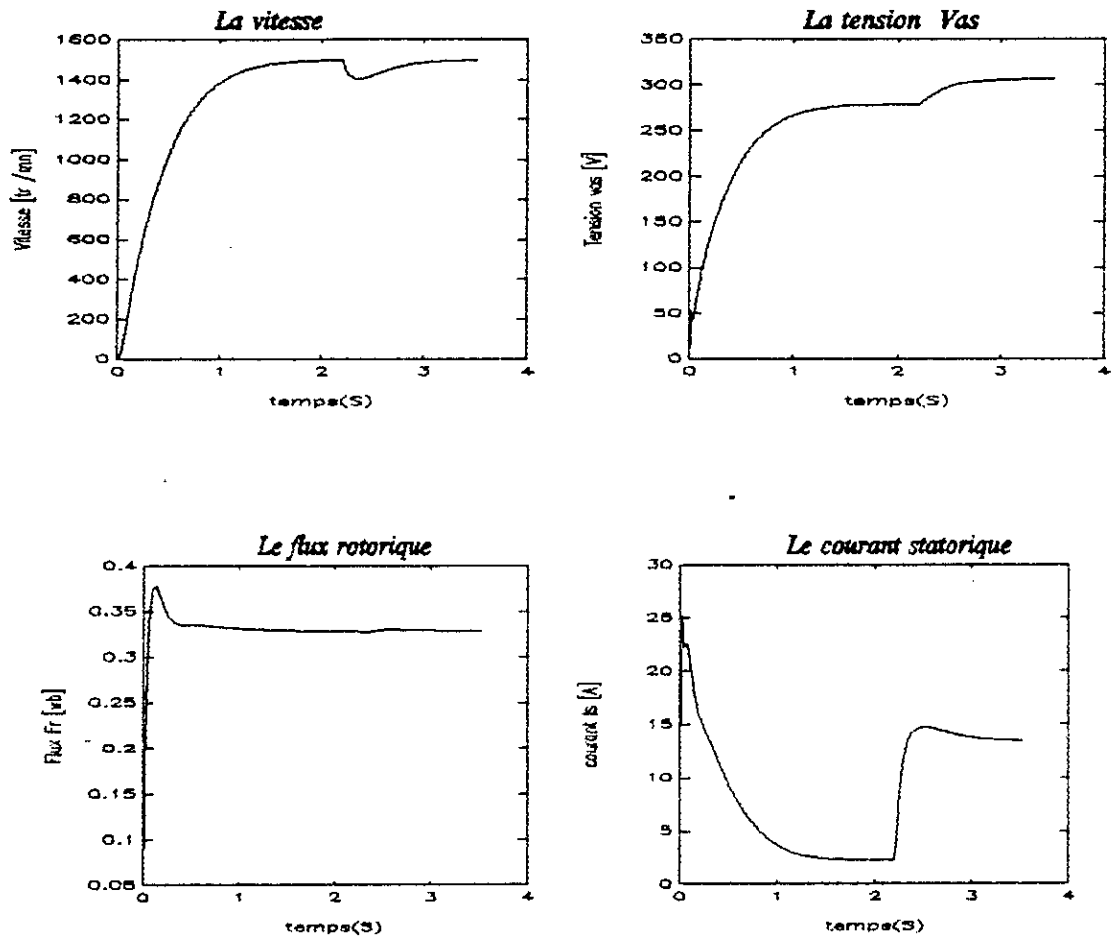 La vitesse
1600
1400
1200
1000
800
600
400
200
0
0 1 2 3 4
Vitesse [tr/mn]
temps(S)
La tension Vas
350
300
250
200
150
100
50
0
0 1 2 3 4
Tension vas [V]
temps(S)
Le flux rotorique
0.4
0.35
0.3
0.25
0.2
0.15
0.1
0.05
0 1 2 3 4
Flux Fr [wb]
temps(S)
Le courant statorique
30
25
20
15
10
5
0
0 1 2 3 4
courant is [A]
temps(S)